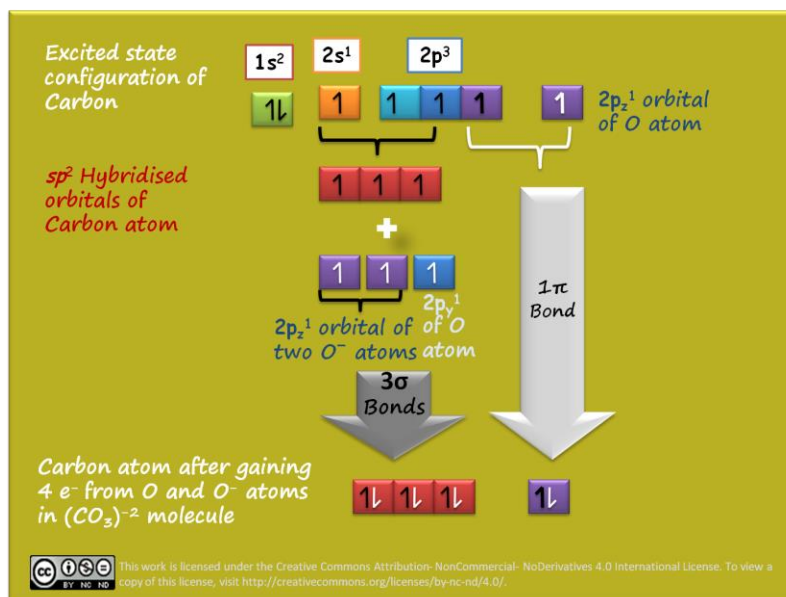 Excited state
configuration of
Carbon
1s² 2s¹ 2p³
1⇂ 1 1 1 1 1
2pz¹ orbital
of O atom
sp² Hybridised
orbitals of
Carbon atom
1 1 1
+
1 1 1
2pz¹ orbital of
two O⁻ atoms
2py¹
of O
atom
1π
Bond
3σ
Bonds
Carbon atom after gaining
4 e⁻ from O and O⁻ atoms
in (CO₃)⁻² molecule
1⇂ 1⇂ 1⇂ 1⇂
CC BY NC ND
This work is licensed under the Creative Commons Attribution- NonCommercial- NoDerivatives 4.0 International License. To view a
copy of this license, visit http://creativecommons.org/licenses/by-nc-nd/4.0/.